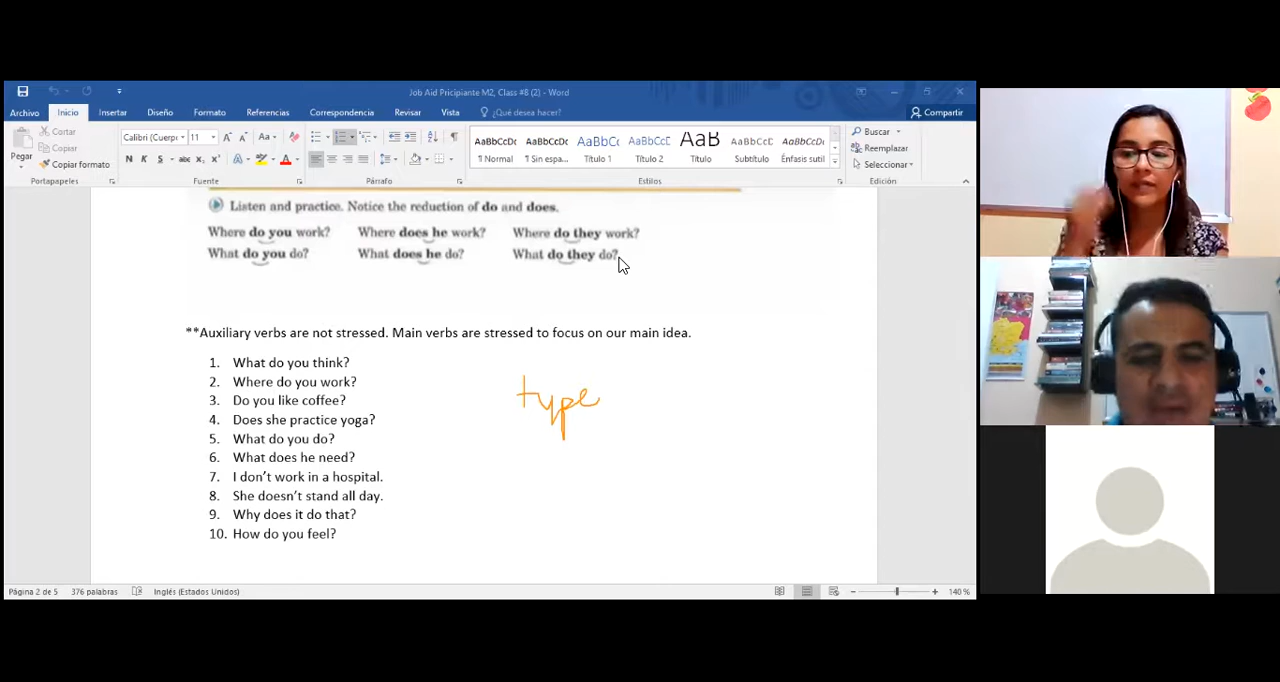 Job Aid Pricipiante M2, Class #8 (2) - Word
Archivo Inicio Insertar Diseño Formato Referencias Correspondencia Revisar Vista ¿Qué desea hacer? Compartir
Pegar
Cortar
Copiar
Copiar formato
Portapapeles
Calibri (Cuerp 11
N K S abc x₂ x²
Fuente
Párrafo
AaBbCcDc AaBbCcDc AaBbCc AaBbCcE AaB AaBbCcD AaBbCcDc
¶ Normal ¶ Sin espa... Título 1 Título 2 Título Subtítulo Énfasis sutil
Estilos
Buscar
Reemplazar
Seleccionar
Edición
Listen and practice. Notice the reduction of do and does.
Where do you work? Where does he work? Where do they work?
What do you do? What does he do? What do they do?
**Auxiliary verbs are not stressed. Main verbs are stressed to focus on our main idea.
1. What do you think?
2. Where do you work?
3. Do you like coffee?
4. Does she practice yoga?
5. What do you do?
6. What does he need?
7. I don't work in a hospital.
8. She doesn't stand all day.
9. Why does it do that?
10. How do you feel?
type
Página 2 de 5 376 palabras Inglés (Estados Unidos) 140 %